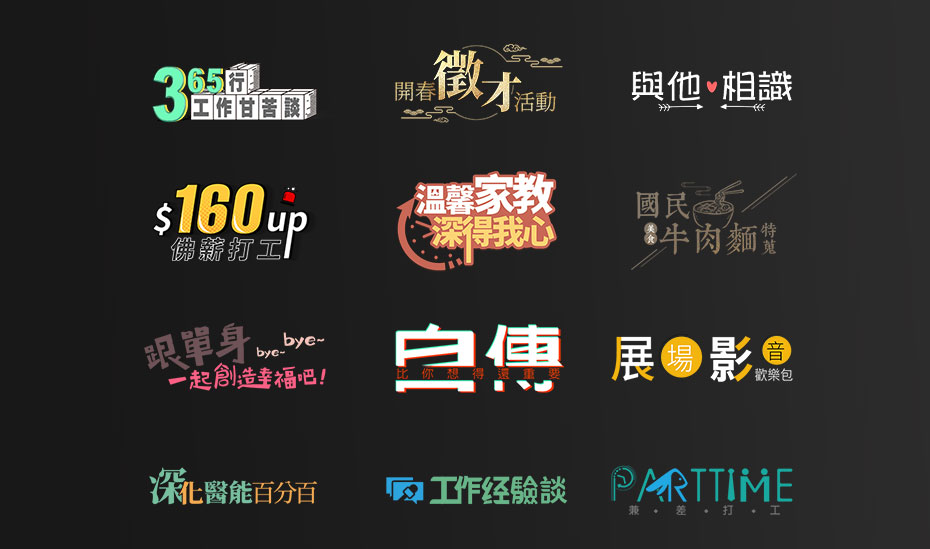 365行
工作甘苦談
開春徵才活動
與他相識
$160up
佛薪打工
溫馨家教
深得我心
國民
美食
牛肉麵
特蒐
跟單身 bye~ bye~
一起創造幸福吧!
自傳
比你想得還重要
展場影音
歡樂包
深化醫能百分百
工作经驗談
PARTTIME
兼・差・打・工